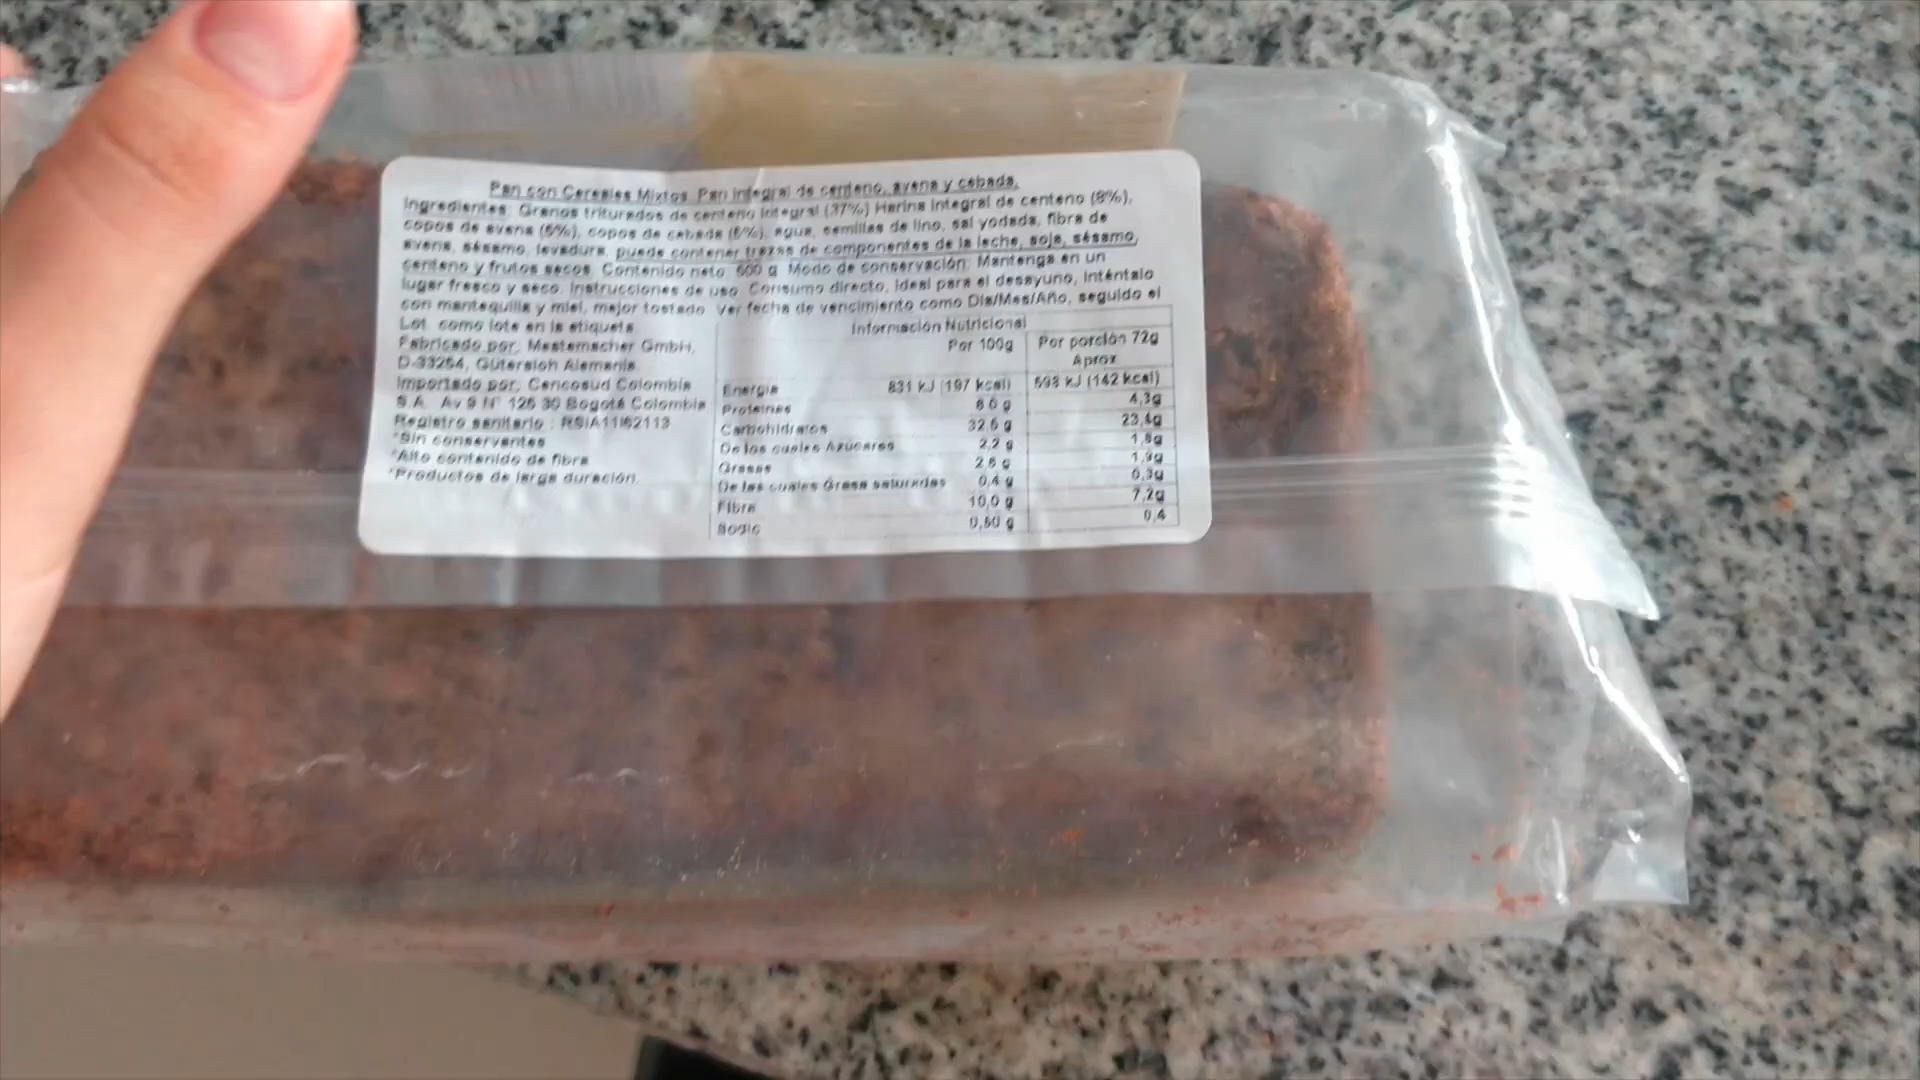 Pan con Cereales Mixtos Pan integral de centeno, avena y cebada.
Ingredientes: Granos triturados de centeno integral (37%) Harina integral de centeno (8%),
copos de avena (6%), copos de cebada (6%), agua, semillas de lino, sal yodada, fibra de
avena, sésamo, levadura, puede contener trazas de componentes de la leche, soja, sésamo,
centeno y frutos secos. Contenido neto 500 g Modo de conservación: Mantenga en un
lugar fresco y seco. Instrucciones de uso Consumo directo, Ideal para el desayuno, inténtalo
con mantequilla y miel, mejor tostado Ver fecha de vencimiento como Dia/Mes/Año, seguido el
Lot como lote en la etiqueta
Fabricado por: Mestemacher GmbH,
D-33254, Gütersloh Alemania
Importado por: Cencosud Colombia
S.A. Av 9 N° 125 30 Bogotá Colombia
Registro sanitario : RSIA11I62113
*Sin conservantes
*Alto contenido de fibra
*Productos de larga duración.
Información Nutricional
Por 100g Por porción 72g
Aprox
Energía 831 kJ (197 kcal) 598 kJ (142 kcal)
Proteínas 6 g 4,3g
Carbohidratos 32,5 g 23,4g
De los cuales Azucares 2,2 g
Grasas 2,6 g 1,9g
De las cuales Grasa saturadas 0,4 g 0,3g
Fibra 10,0 g 7,2g
Sodio 0,50 g 0,4